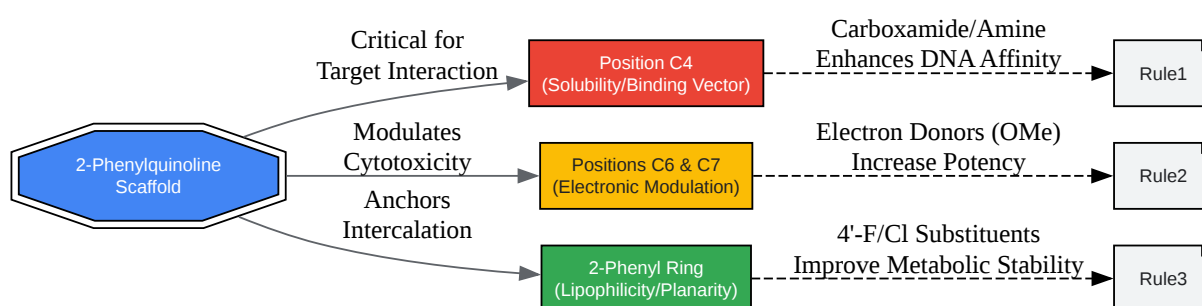 2-Phenylquinoline
Scaffold
Critical for
Target Interaction
Modulates
Cytotoxicity
Anchors
Intercalation
Position C4
(Solubility/Binding Vector)
Positions C6 & C7
(Electronic Modulation)
2-Phenyl Ring
(Lipophilicity/Planarity)
Carboxamide/Amine
Enhances DNA Affinity
Electron Donors (OMe)
Increase Potency
4'-F/Cl Substituents
Improve Metabolic Stability
Rule1
Rule2
Rule3